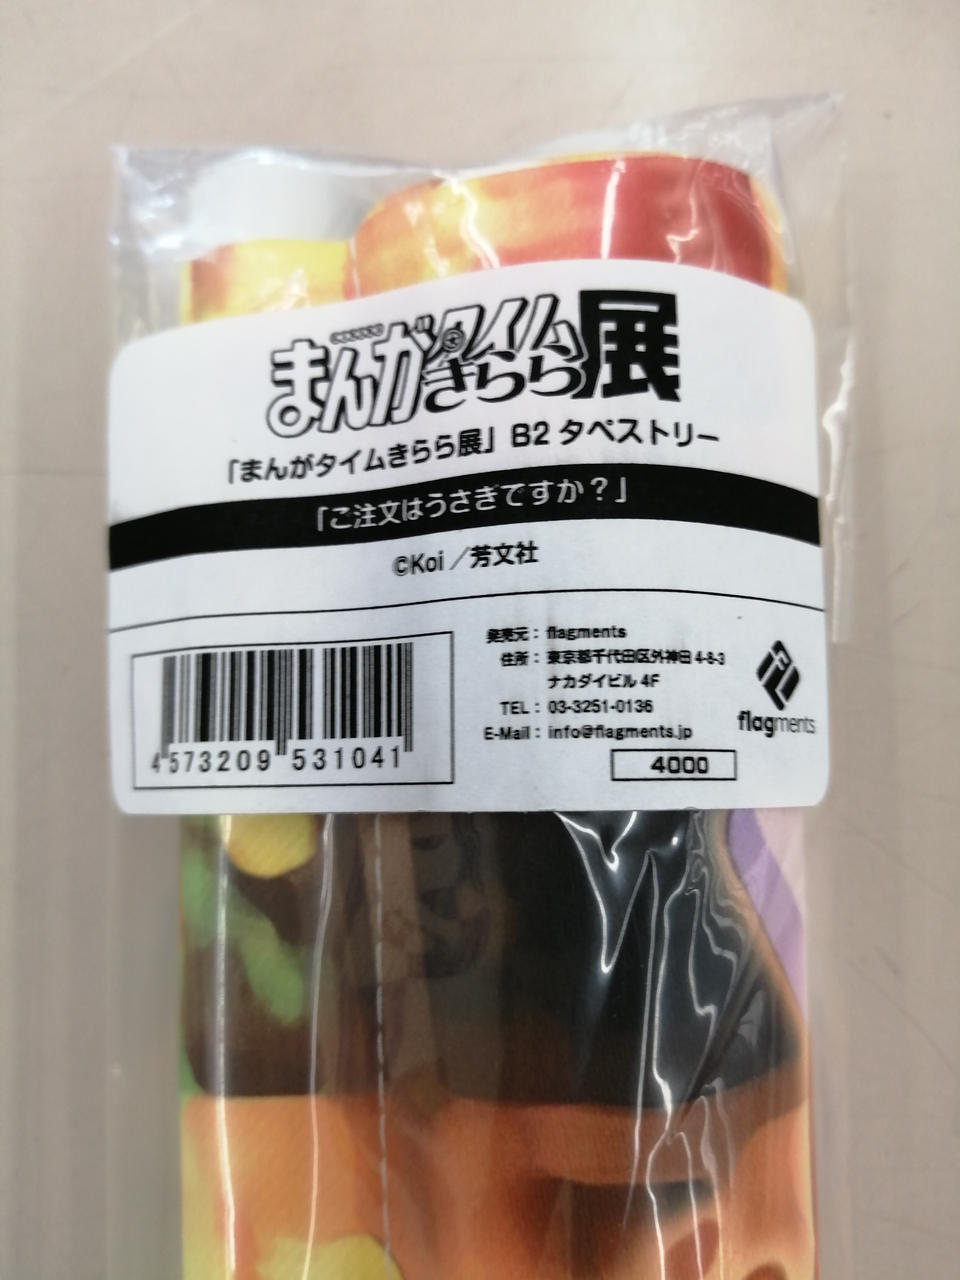 まんがタイムきらら展
「まんがタイムきらら展」B2 タペストリー
「ご注文はうさぎですか？」
©Koi／芳文社
発売元： flagments
住所： 東京都千代田区外神田 4-8-3
ナカダイビル 4F
TEL： 03-3251-0136
E-Mail： info@flagments.jp
flagments
4000
4573209 531041